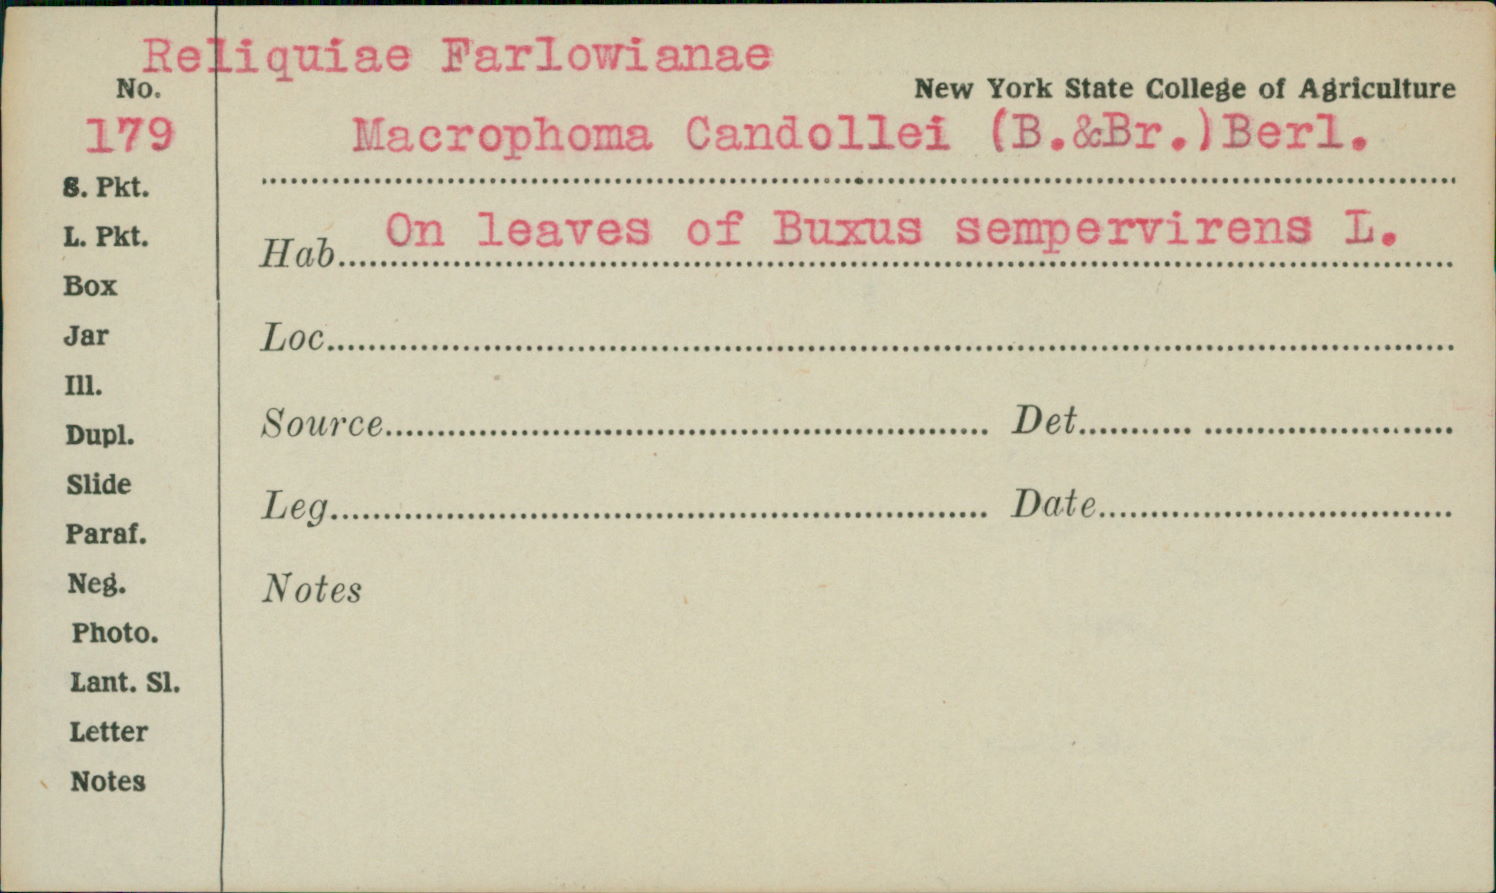 Reliquiae Farlowianae
No.
New York State College of Agriculture
179
Macrophoma Candollei (B.&Br.)Berl.
S. Pkt.
L. Pkt.
Hab. On leaves of Buxus sempervirens L.
Box
Jar
Loc.
Ill.
Dupl.
Source Det.
Slide
Leg. Date
Paraf.
Neg.
Notes
Photo.
Lant. Sl.
Letter
Notes